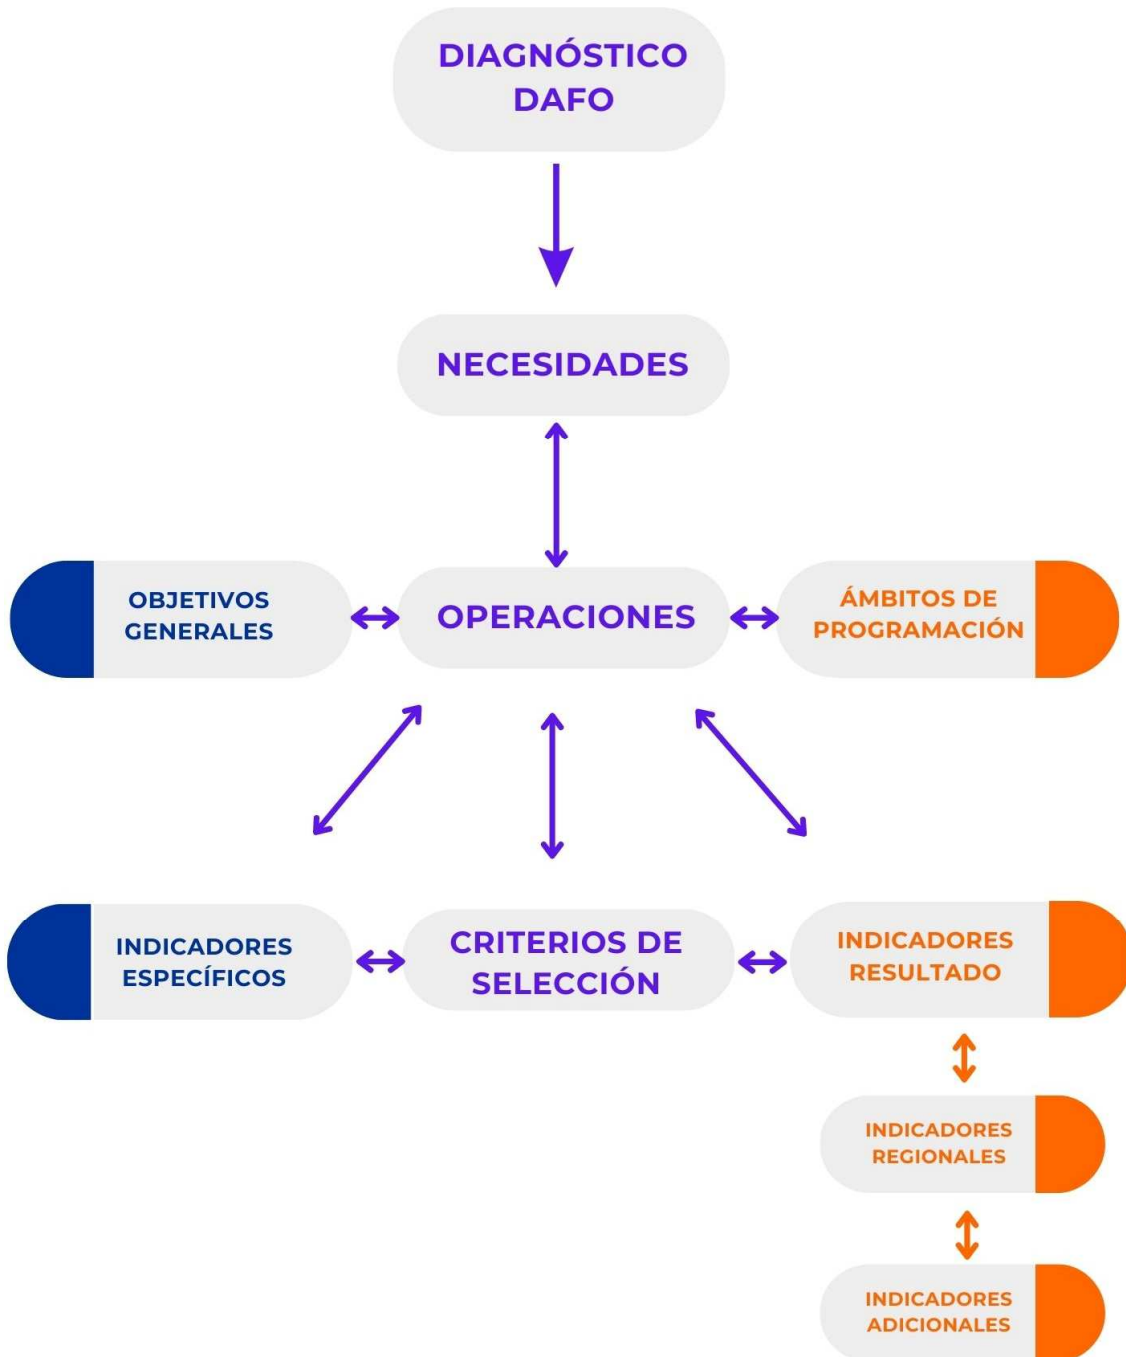 DIAGNÓSTICO
DAFO
NECESIDADES
OBJETIVOS
GENERALES
OPERACIONES
ÁMBITOS DE
PROGRAMACIÓN
INDICADORES
ESPECÍFICOS
CRITERIOS DE
SELECCIÓN
INDICADORES
RESULTADO
INDICADORES
REGIONALES
INDICADORES
ADICIONALES